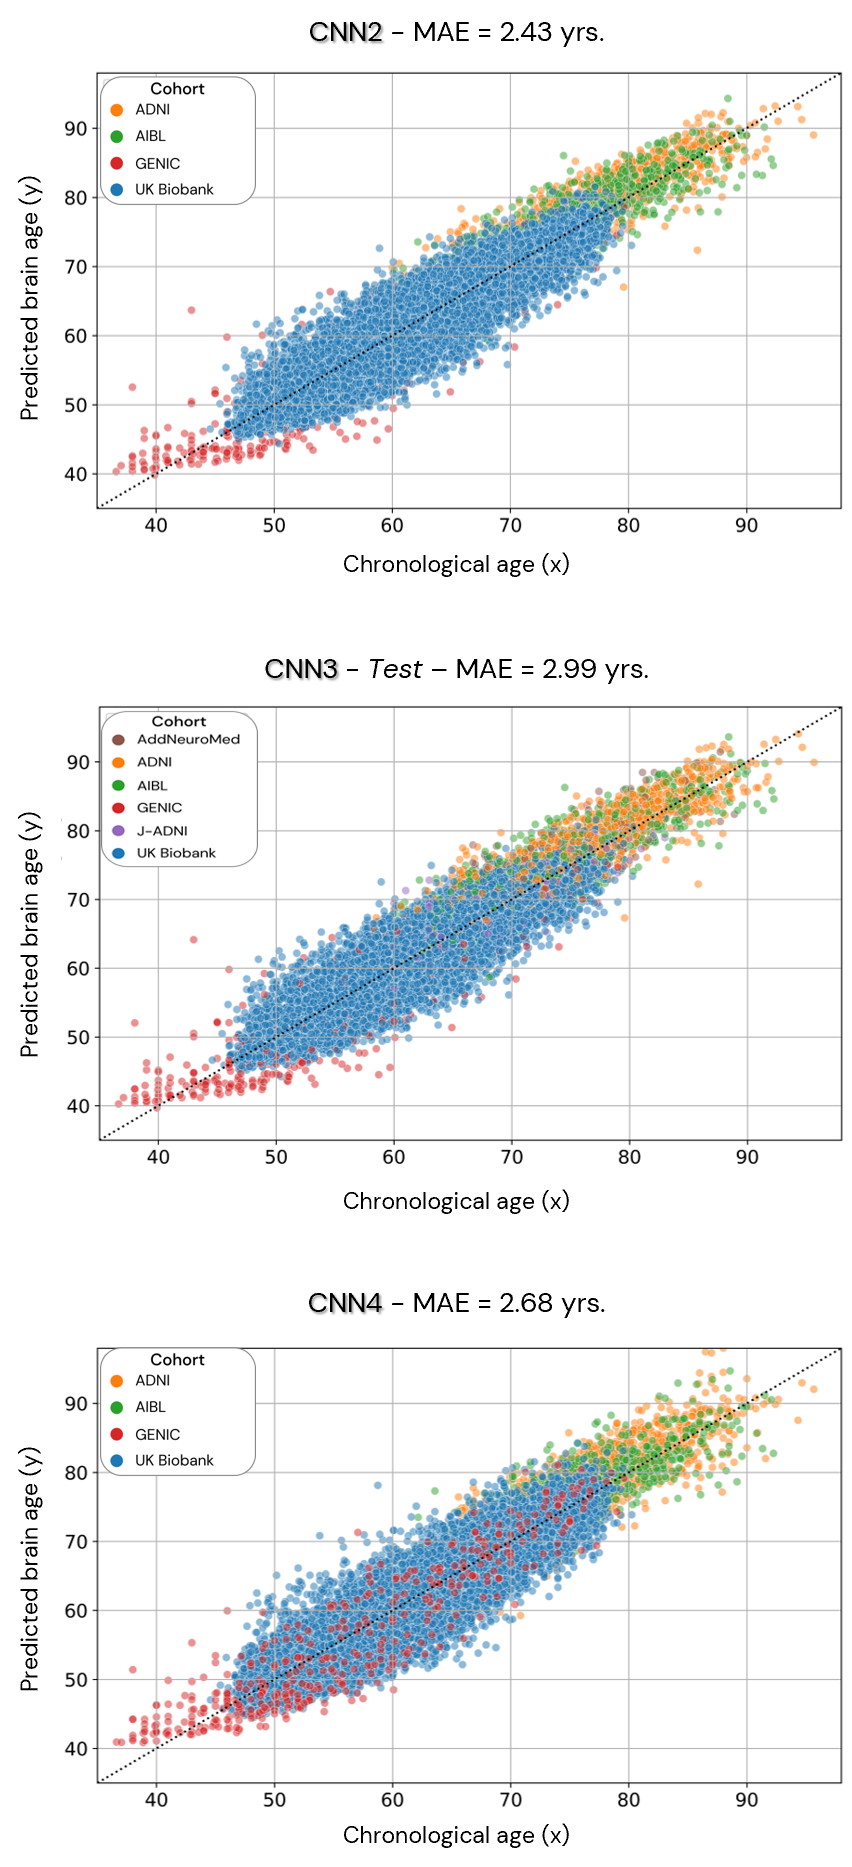 CNN2 - MAE = 2.43 yrs.
Cohort
ADNI
AIBL
GENIC
UK Biobank
Predicted brain age (y)
90
80
70
60
50
40
40 50 60 70 80 90
Chronological age (x)
CNN3 - Test – MAE = 2.99 yrs.
Cohort
AddNeuroMed
ADNI
AIBL
GENIC
J-ADNI
UK Biobank
Predicted brain age (y)
90
80
70
60
50
40
40 50 60 70 80 90
Chronological age (x)
CNN4 - MAE = 2.68 yrs.
Cohort
ADNI
AIBL
GENIC
UK Biobank
Predicted brain age (y)
90
80
70
60
50
40
40 50 60 70 80 90
Chronological age (x)